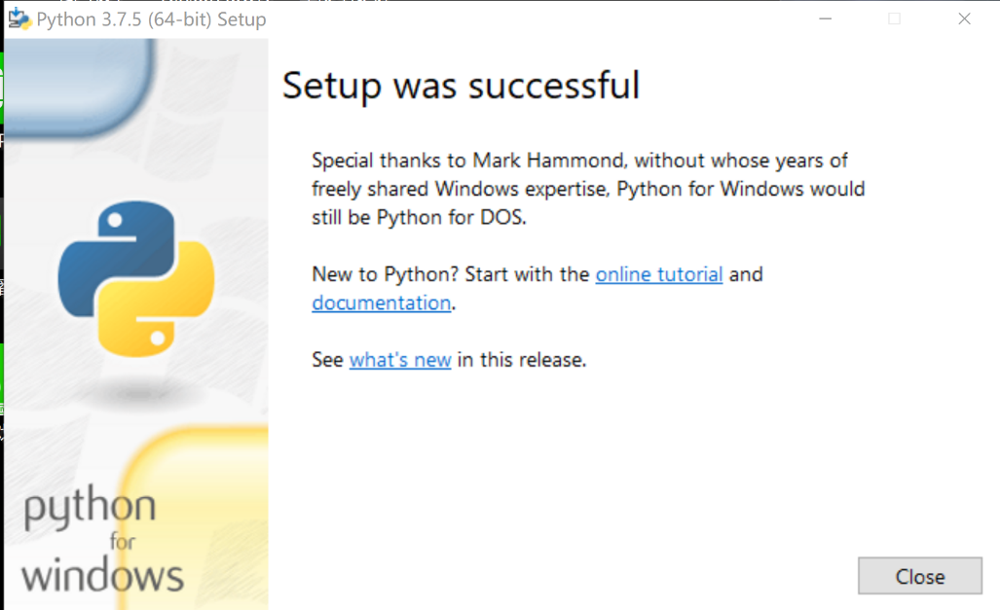 Python 3.7.5 (64-bit) Setup
Setup was successful
Special thanks to Mark Hammond, without whose years of
freely shared Windows expertise, Python for Windows would
still be Python for DOS.
New to Python? Start with the online tutorial and
documentation.
See what's new in this release.
python
for
windows
Close